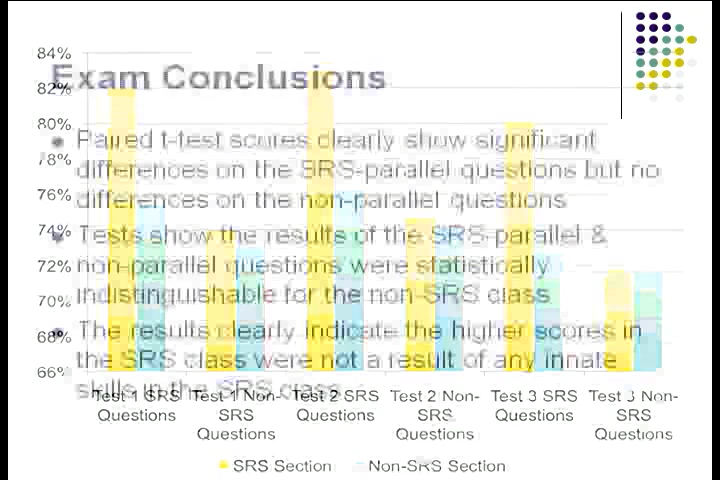 Exam Conclusions
Paired t-test scores clearly show significant
differences on the SRS-parallel questions but no
differences on the non-parallel questions
Tests show the results of the SRS-parallel &
non-parallel questions were statistically
indistinguishable for the non-SRS class
The results clearly indicate the higher scores in
the SRS class were not a result of any innate
skills in the SRS class
84%
82%
80%
78%
76%
74%
72%
70%
68%
66%
Test 1 SRS Questions
Test 1 Non-SRS Questions
Test 2 SRS Questions
Test 2 Non-SRS Questions
Test 3 SRS Questions
Test 3 Non-SRS Questions
SRS Section
Non-SRS Section